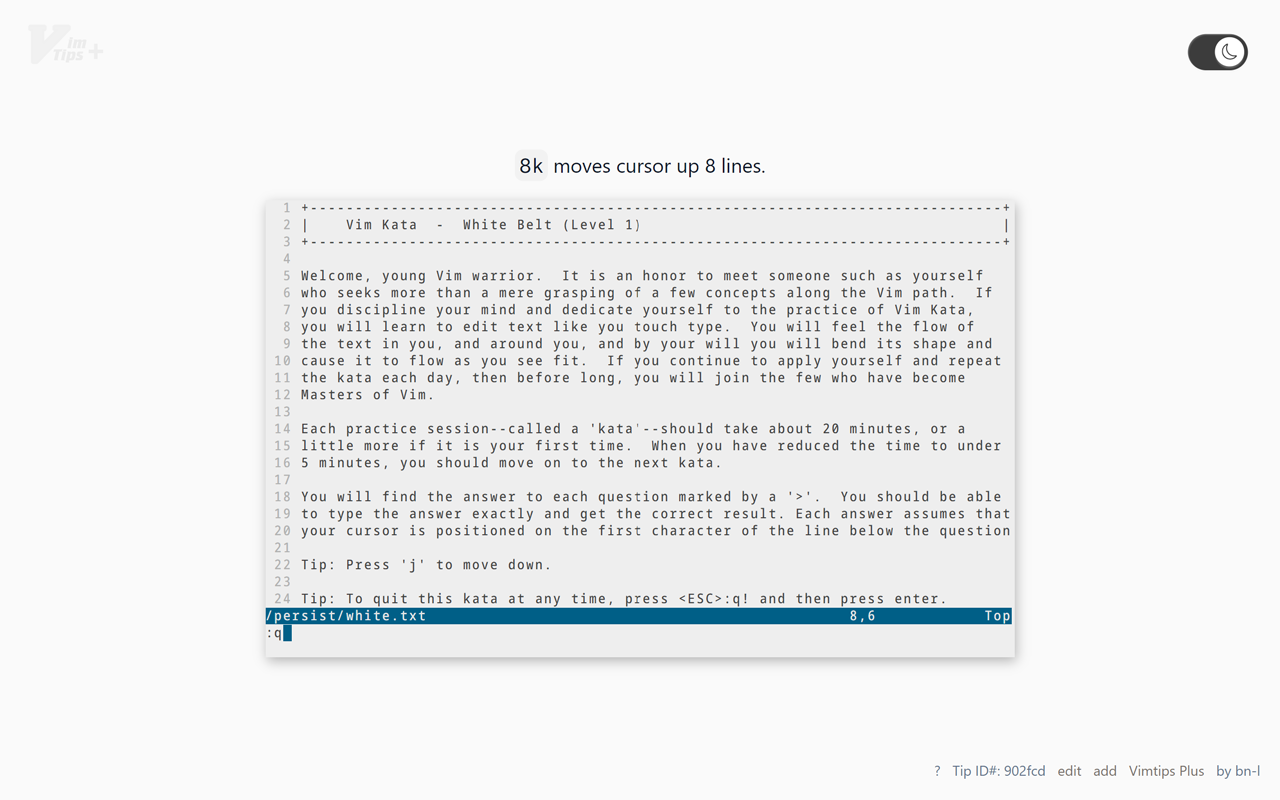 Vim
Tips +
8k moves cursor up 8 lines.
1 +-----------------------------------------------------------------------------+
2 |    Vim Kata  -  White Belt (Level 1)                                         |
3 +-----------------------------------------------------------------------------+
4
5 Welcome, young Vim warrior.  It is an honor to meet someone such as yourself
6 who seeks more than a mere grasping of a few concepts along the Vim path.  If
7 you discipline your mind and dedicate yourself to the practice of Vim Kata,
8 you will learn to edit text like you touch type.  You will feel the flow of
9 the text in you, and around you, and by your will you will bend its shape and
10 cause it to flow as you see fit.  If you continue to apply yourself and repeat
11 the kata each day, then before long, you will join the few who have become
12 Masters of Vim.
13
14 Each practice session--called a 'kata'--should take about 20 minutes, or a
15 little more if it is your first time.  When you have reduced the time to under
16 5 minutes, you should move on to the next kata.
17
18 You will find the answer to each question marked by a '>'.  You should be able
19 to type the answer exactly and get the correct result. Each answer assumes that
20 your cursor is positioned on the first character of the line below the question
21
22 Tip: Press 'j' to move down.
23
24 Tip: To quit this kata at any time, press <ESC>:q! and then press enter.
/persist/white.txt 8,6 Top
:q
? Tip ID#: 902fcd edit add Vimtips Plus by bn-l